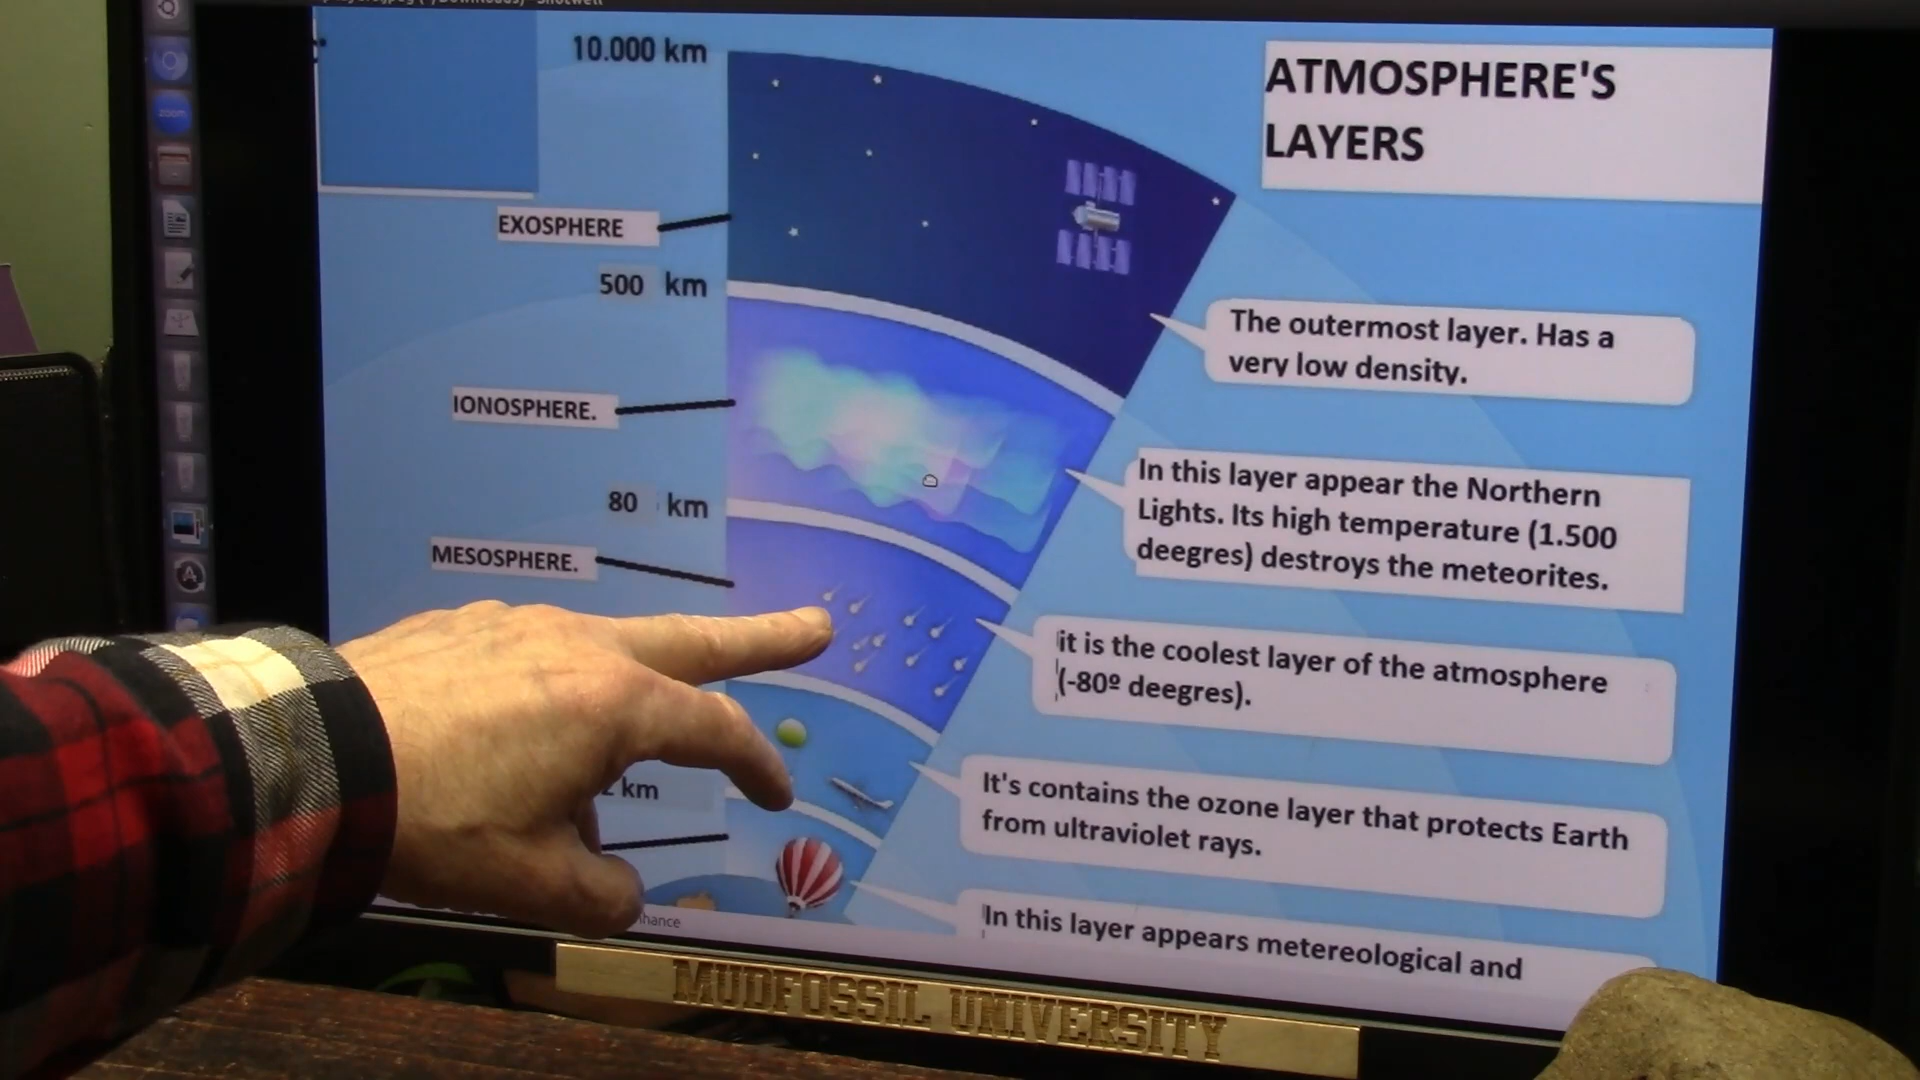 10.000 km
ATMOSPHERE'S
LAYERS
zoom
EXOSPHERE
500 km
The outermost layer. Has a
very low density.
IONOSPHERE.
In this layer appear the Northern
Lights. Its high temperature (1.500
deegres) destroys the meteorites.
80 km
MESOSPHERE.
it is the coolest layer of the atmosphere
(-80º deegres).
km
It's contains the ozone layer that protects Earth
from ultraviolet rays.
In this layer appears metereological and
MUDFOSSIL UNIVERSITY